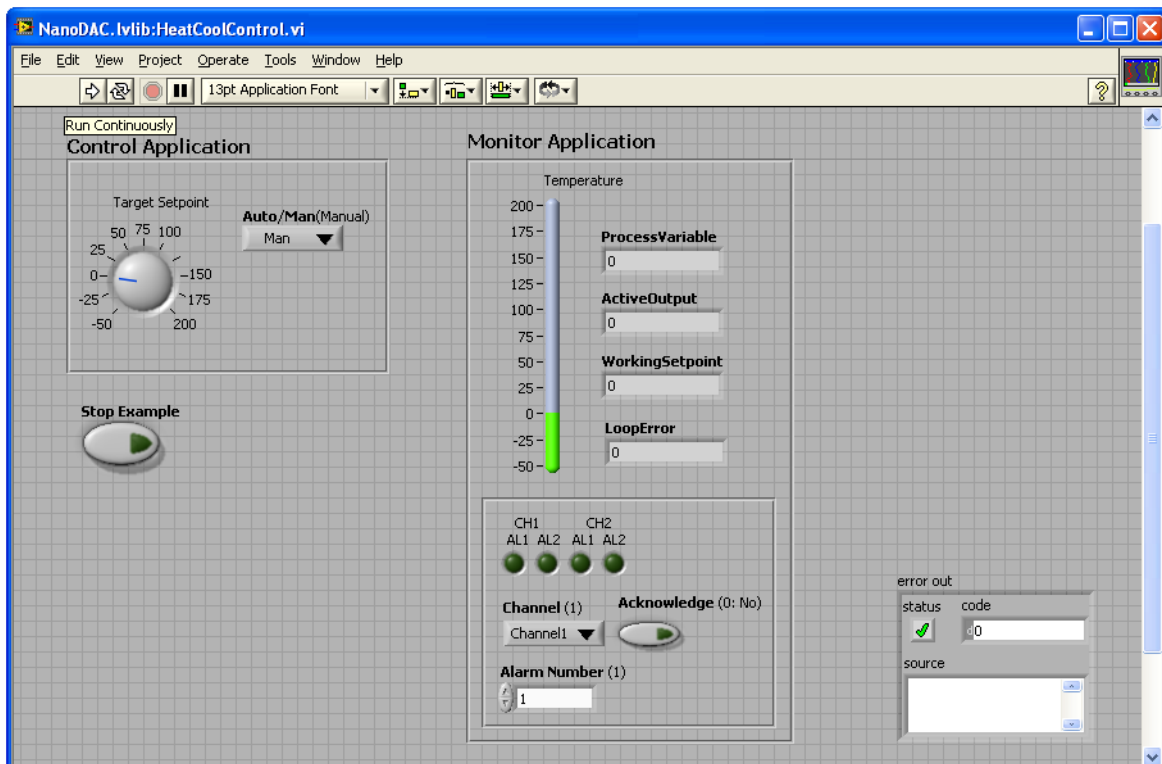 NanoDAC.lvlib:HeatCoolControl.vi
File Edit View Project Operate Tools Window Help
13pt Application Font
?
Run Continuously
Control Application
Target Setpoint
50 75 100
25
0
-150
-25
175
-50
200
Auto/Man(Manual)
Man
Stop Example
Monitor Application
Temperature
200
175
150
125
100
75
50
25
0
-25
-50
ProcessVariable
0
ActiveOutput
0
WorkingSetpoint
0
LoopError
0
CH1 CH2
AL1 AL2 AL1 AL2
Channel (1)
Channel1
Acknowledge (0: No)
Alarm Number (1)
1
error out
status code
d0
source